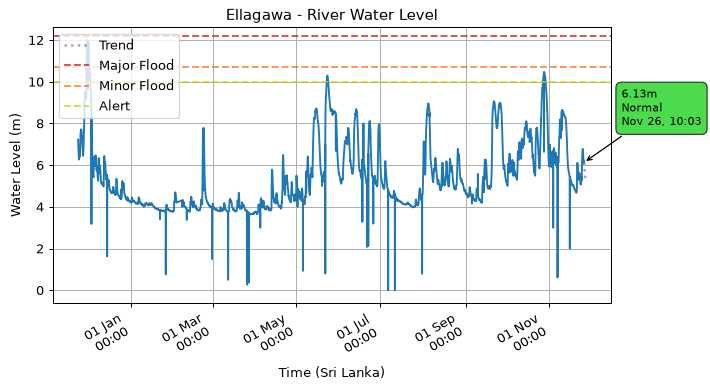 Ellagawa - River Water Level
Water Level (m)
12
10
8
6
4
2
0
Trend
Major Flood
Minor Flood
Alert
6.13m
Normal
Nov 26, 10:03
01 Jan
00:00
01 Mar
00:00
01 May
00:00
01 Jul
00:00
01 Sep
00:00
01 Nov
00:00
Time (Sri Lanka)